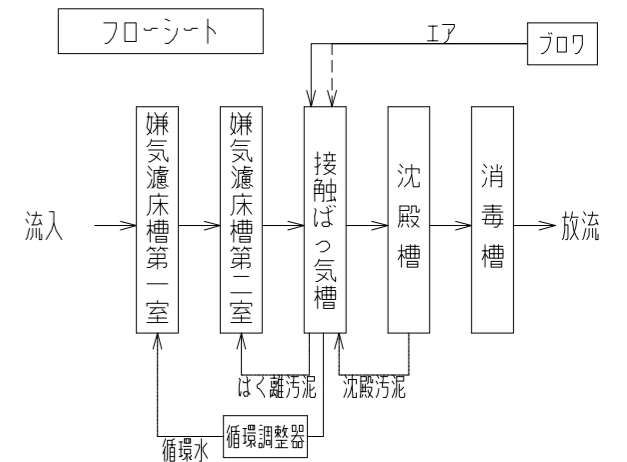 フローシート
エア
ブロワ
流入
嫌気濾床槽第一室
嫌気濾床槽第二室
接触ばっ気槽
沈殿槽
消毒槽
放流
はく離汚泥
沈殿汚泥
循環水
循環調整器